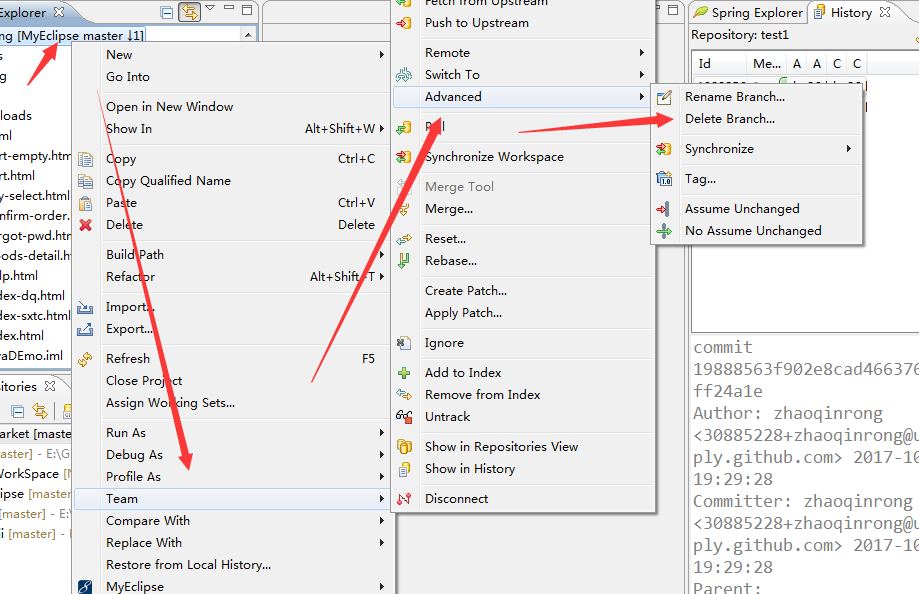 Explorer
ng [MyEclipse master ↓1]
s
g
loads
ml
rt-empty.htm
rt.html
y-select.html
nfirm-order.
rgot-pwd.htm
ods-detail.h
lp.html
dex-dq.html
dex-sxtc.html
dex.html
vaDEmo.iml
sitories
arket [maste
aster] - E:\G
WorkSpace [N
ipse [master
[master] - E:\
i [master] - E
New
Go Into
Open in New Window
Show In Alt+Shift+W
Copy Ctrl+C
Copy Qualified Name
Paste Ctrl+V
Delete Delete
Build Path
Refactor Alt+Shift+T
Import...
Export...
Refresh F5
Close Project
Assign Working Sets...
Run As
Debug As
Profile As
Team
Compare With
Replace With
Restore from Local History...
MyEclipse
Fetch from Upstream
Push to Upstream
Remote
Switch To
Advanced
Pull
Synchronize Workspace
Merge Tool
Merge...
Reset...
Rebase...
Create Patch...
Apply Patch...
Ignore
Add to Index
Remove from Index
Untrack
Show in Repositories View
Show in History
Disconnect
Rename Branch...
Delete Branch...
Synchronize
Tag...
Assume Unchanged
No Assume Unchanged
Spring Explorer
History
Repository: test1
Id Me... A A C C
commit
19888563f902e8cad466376
ff24a1e
Author: zhaoqinrong
<30885228+zhaoqinrong@u
ply.github.com> 2017-10
19:29:28
Committer: zhaoqinrong
<30885228+zhaoqinrong@u
ply.github.com> 2017-10
19:29:28
Parent: